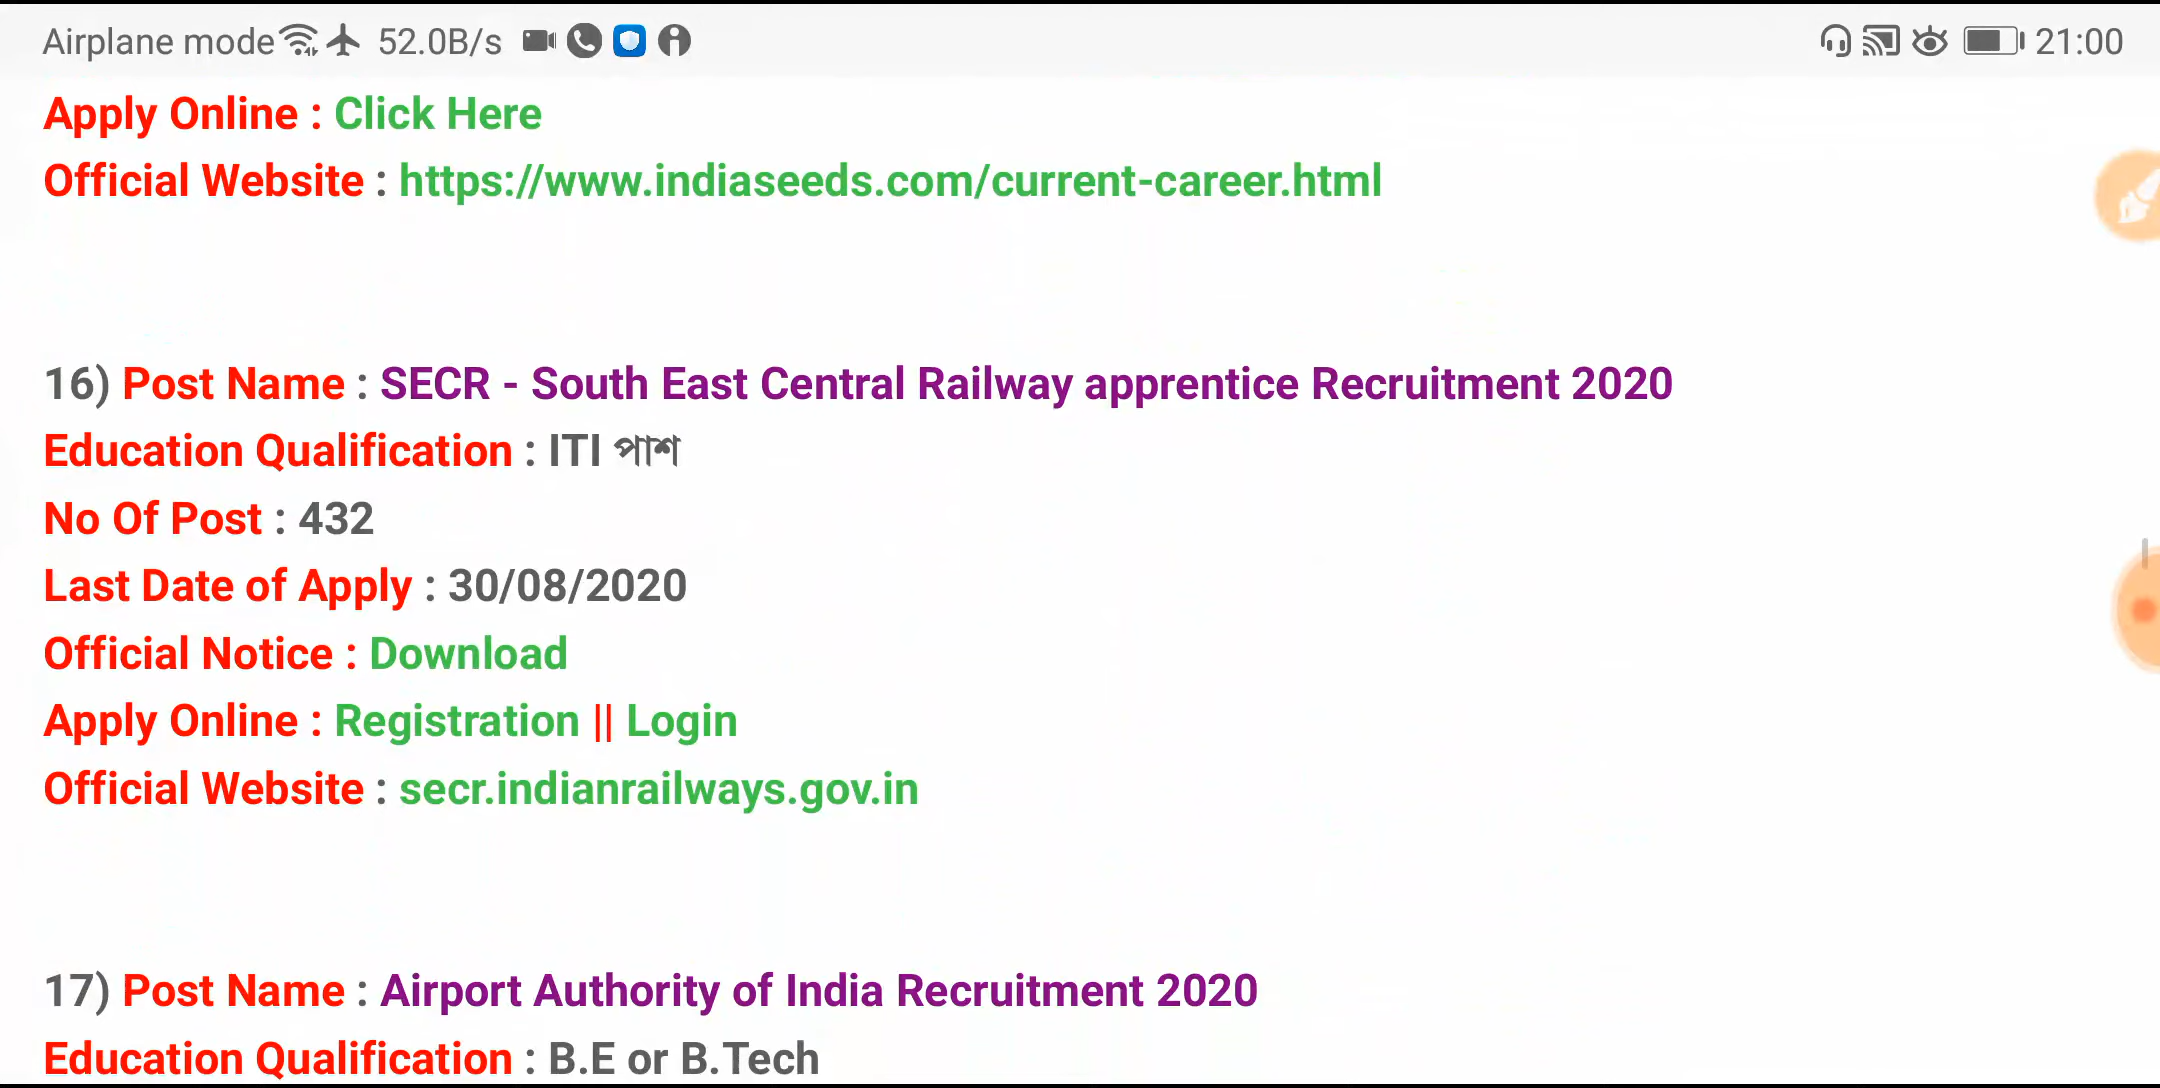 Airplane mode 52.0B/s 21:00
Apply Online : Click Here
Official Website : https://www.indiaseeds.com/current-career.html
16) Post Name : SECR - South East Central Railway apprentice Recruitment 2020
Education Qualification : ITI পাশ
No Of Post : 432
Last Date of Apply : 30/08/2020
Official Notice : Download
Apply Online : Registration || Login
Official Website : secr.indianrailways.gov.in
17) Post Name : Airport Authority of India Recruitment 2020
Education Qualification : B.E or B.Tech